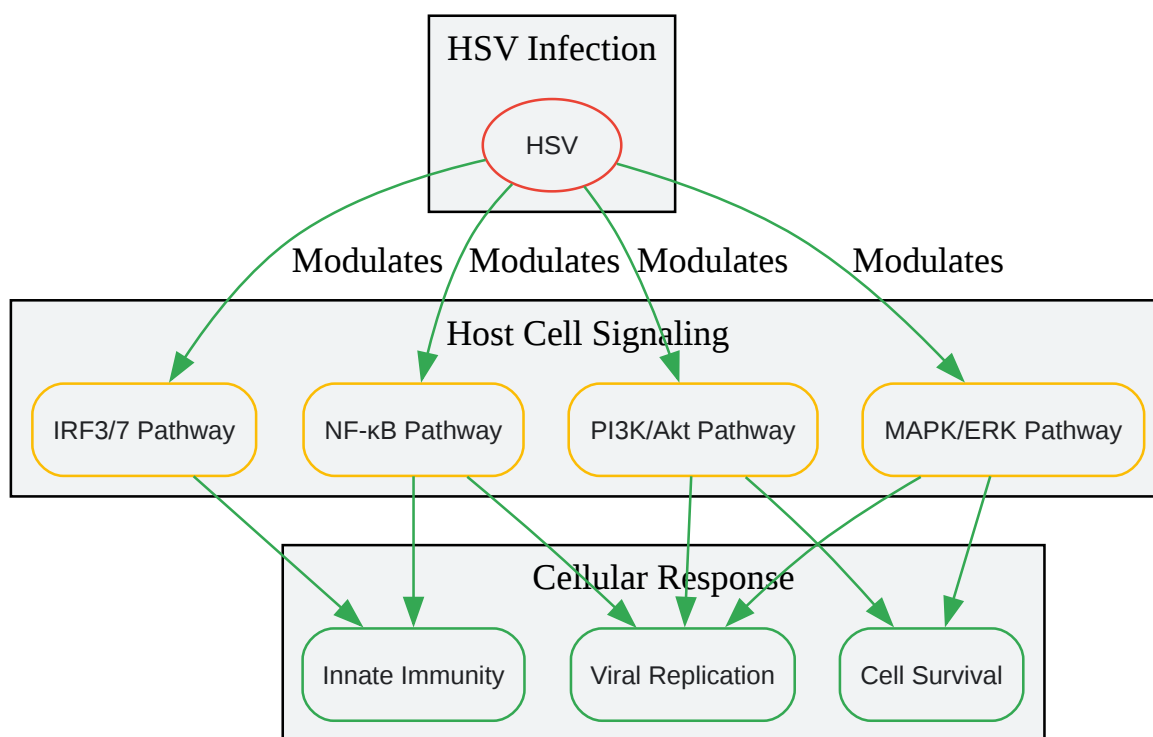 HSV Infection
HSV
Modulates Modulates Modulates Modulates
Host Cell Signaling
IRF3/7 Pathway NF-κB Pathway PI3K/Akt Pathway MAPK/ERK Pathway
Cellular Response
Innate Immunity Viral Replication Cell Survival